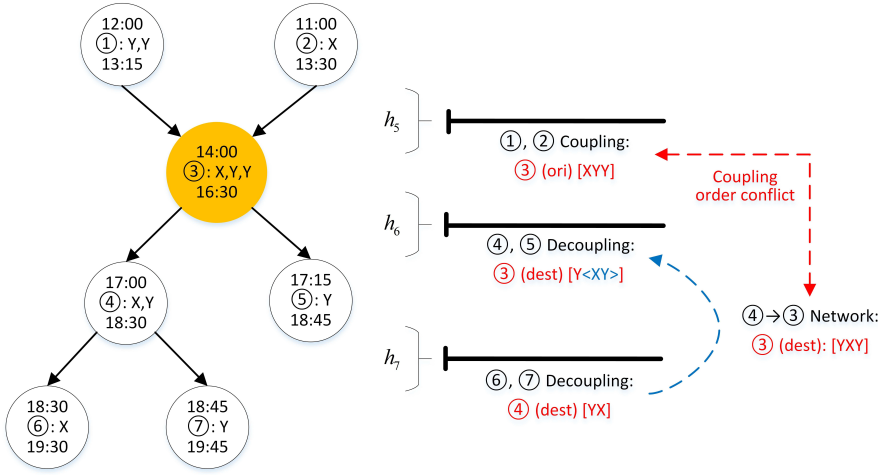 12:00
①: Y,Y
13:15
11:00
②: X
13:30
14:00
③: X,Y,Y
16:30
17:00
④: X,Y
18:30
17:15
⑤: Y
18:45
18:30
⑥: X
19:30
18:45
⑦: Y
19:45
h₅
①, ② Coupling:
③ (ori) [XYY]
h₆
④, ⑤ Decoupling:
③ (dest) [Y<XY>]
h₇
⑥, ⑦ Decoupling:
④ (dest) [YX]
Coupling
order conflict
④→③ Network:
③ (dest): [YXY]